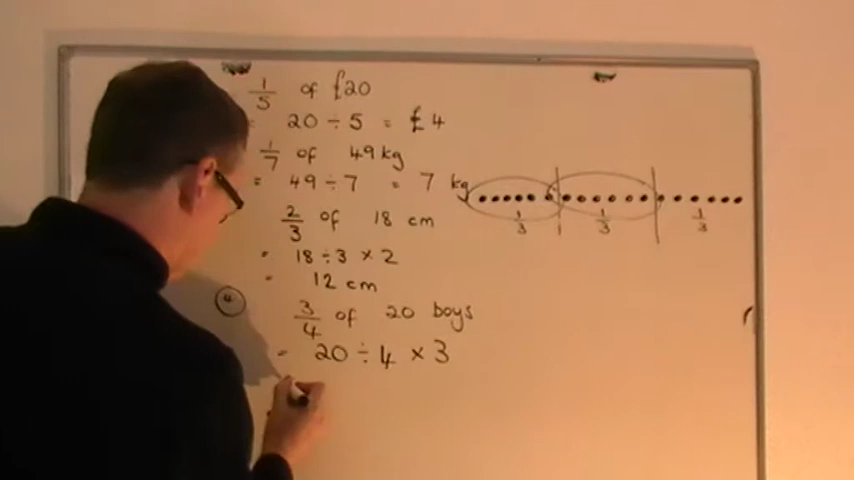 1/5 of £20
= 20 ÷ 5 = £4
1/7 of 49 kg
= 49 ÷ 7 = 7 kg
2/3 of 18 cm
= 18 ÷ 3 × 2
= 12 cm
1/3 1/3 1/3
④ 3/4 of 20 boys
= 20 ÷ 4 × 3